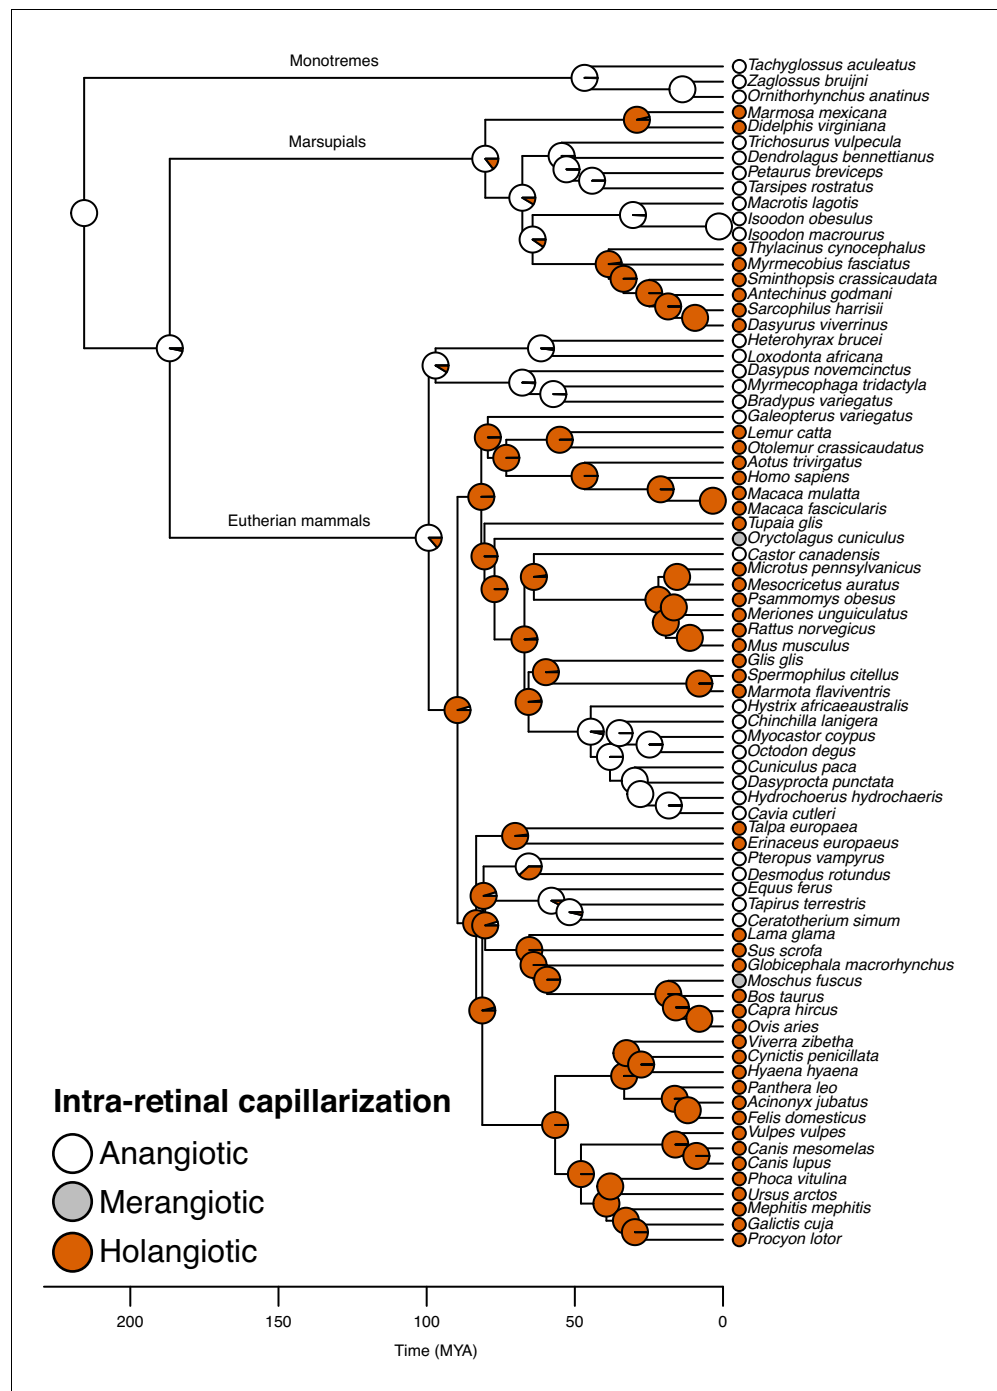 Monotremes
Marsupials
Eutherian mammals
Tachyglossus aculeatus
Zaglossus bruijni
Ornithorhynchus anatinus
Marmosa mexicana
Didelphis virginiana
Trichosurus vulpecula
Dendrolagus bennettianus
Petaurus breviceps
Tarsipes rostratus
Macrotis lagotis
Isoodon obesulus
Isoodon macrourus
Thylacinus cynocephalus
Myrmecobius fasciatus
Sminthopsis crassicaudata
Antechinus godmani
Sarcophilus harrisii
Dasyurus viverrinus
Heterohyrax brucei
Loxodonta africana
Dasypus novemcinctus
Myrmecophaga tridactyla
Bradypus variegatus
Galeopterus variegatus
Lemur catta
Otolemur crassicaudatus
Aotus trivirgatus
Homo sapiens
Macaca mulatta
Macaca fascicularis
Tupaia glis
Oryctolagus cuniculus
Castor canadensis
Microtus pennsylvanicus
Mesocricetus auratus
Psammomys obesus
Meriones unguiculatus
Rattus norvegicus
Mus musculus
Glis glis
Spermophilus citellus
Marmota flaviventris
Hystrix africaeaustralis
Chinchilla lanigera
Myocastor coypus
Octodon degus
Cuniculus paca
Dasyprocta punctata
Hydrochoerus hydrochaeris
Cavia cutleri
Talpa europaea
Erinaceus europaeus
Pteropus vampyrus
Desmodus rotundus
Equus ferus
Tapirus terrestris
Ceratotherium simum
Lama glama
Sus scrofa
Globicephala macrorhynchus
Moschus fuscus
Bos taurus
Capra hircus
Ovis aries
Viverra zibetha
Cynictis penicillata
Hyaena hyaena
Panthera leo
Acinonyx jubatus
Felis domesticus
Vulpes vulpes
Canis mesomelas
Canis lupus
Phoca vitulina
Ursus arctos
Mephitis mephitis
Galictis cuja
Procyon lotor
Intra-retinal capillarization
Anangiotic
Merangiotic
Holangiotic
200 150 100 50 0
Time (MYA)